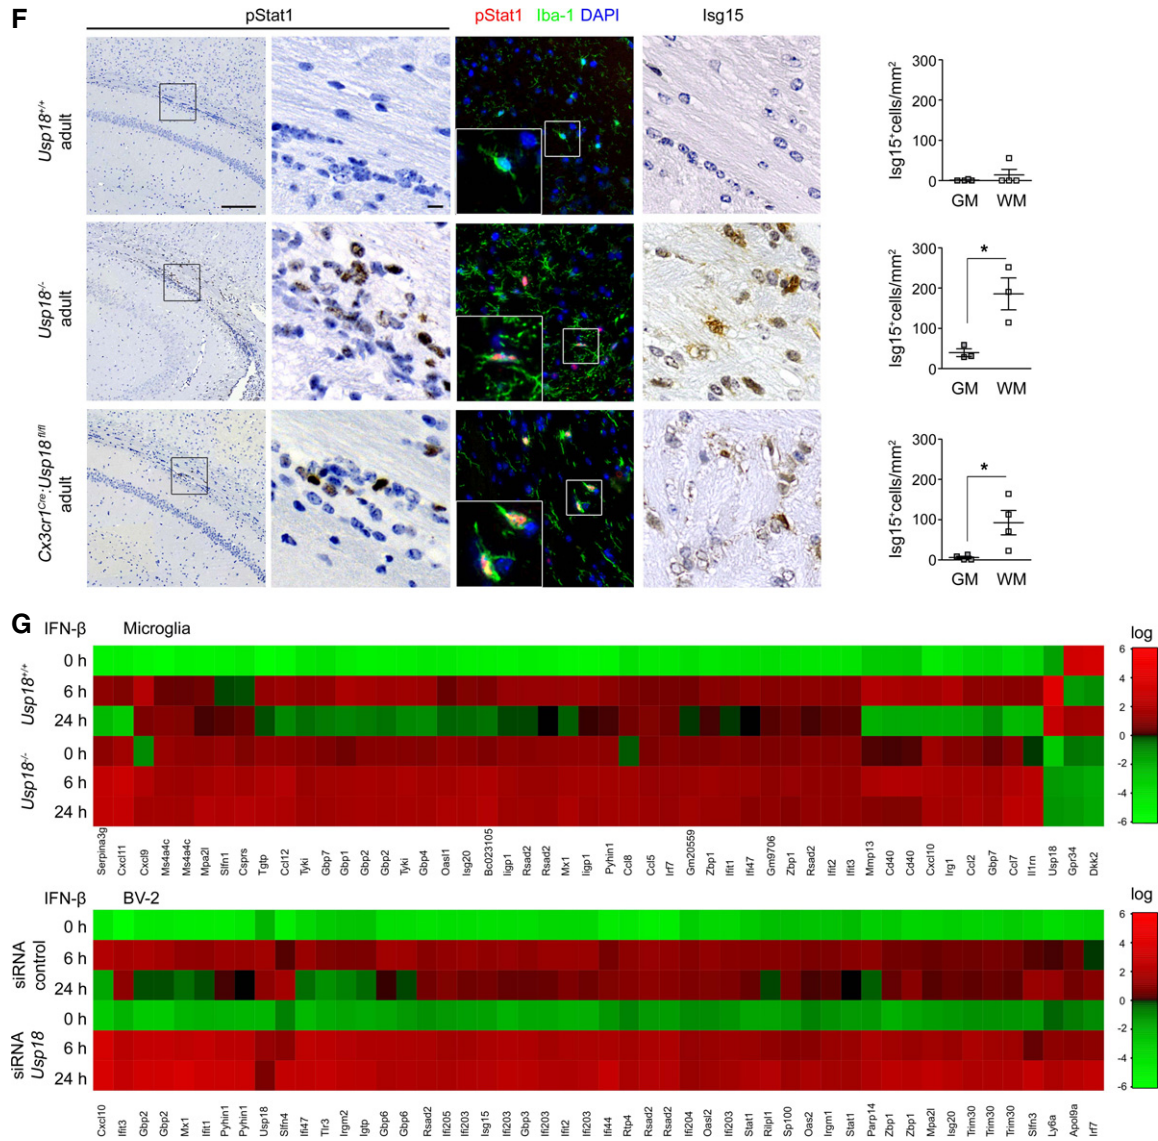 F
pStat1
pStat1 Iba-1 DAPI
Isg15
Usp18+/+
adult
Usp18-/-
adult
Cx3cr1Cre:Usp18fl/fl
adult
Isg15+cells/mm2
300
200
100
0
GM WM
Isg15+cells/mm2
300
200
100
0
*
GM WM
Isg15+cells/mm2
300
200
100
0
*
GM WM
G
IFN-β Microglia
log
Usp18+/+
0 h
6 h
24 h
Usp18-/-
0 h
6 h
24 h
6
4
2
0
-2
-4
-6
Serpina3g
Cxcl11
Cxcl9
Ms4a4c
Ms4a4c
Mpa2l
Slfn1
Csprs
Tgtp
Ccl12
Tyki
Gbp7
Gbp1
Gbp2
Gbp2
Tyki
Gbp4
Oasl1
Isg20
Bc023105
Iigp1
Rsad2
Rsad2
Mx1
Iigp1
Pyhin1
Ccl8
Ccl5
Irf7
Gm20559
Zbp1
Ifit1
Ifi47
Gm9706
Zbp1
Rsad2
Ifit2
Ifit3
Mmp13
Cd40
Cd40
Cxcl10
Irg1
Ccl2
Gbp7
Ccl7
Il1rn
Usp18
Gpr34
Dkk2
IFN-β BV-2
log
siRNA
control
0 h
6 h
24 h
siRNA
Usp18
0 h
6 h
24 h
6
4
2
0
-2
-4
-6
Cxcl10
Ifit3
Gbp2
Gbp2
Mx1
Ifit1
Pyhin1
Pyhin1
Usp18
Slfn4
Ifi47
Tlr3
Irgm2
Igtp
Gbp6
Gbp6
Rsad2
Ifi205
Ifi203
Isg15
Ifi203
Gbp3
Ifi203
Ifit2
Ifi203
Ifi44
Rtp4
Rsad2
Rsad2
Ifi204
Oasl2
Ifi203
Stat1
Rilpl1
Sp100
Oas2
Irgm1
Stat1
Parp14
Zbp1
Zbp1
Mpa2l
Isg20
Trim30
Trim30
Trim30
Slfn3
Ly6a
Apol9a
Irf7